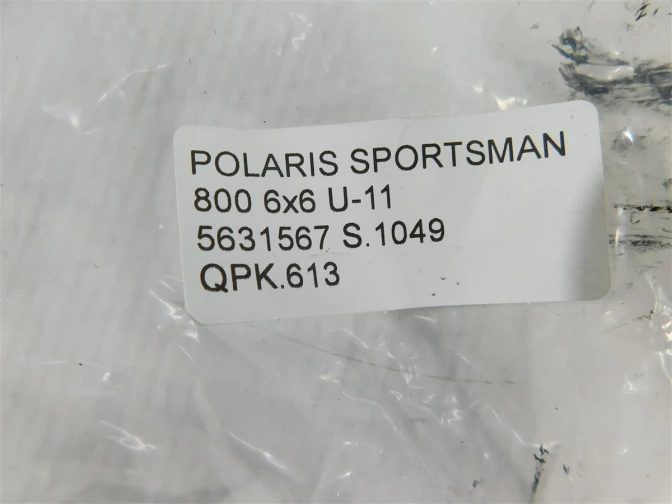 POLARIS SPORTSMAN
800 6x6 U-11
5631567 S.1049
QPK.613